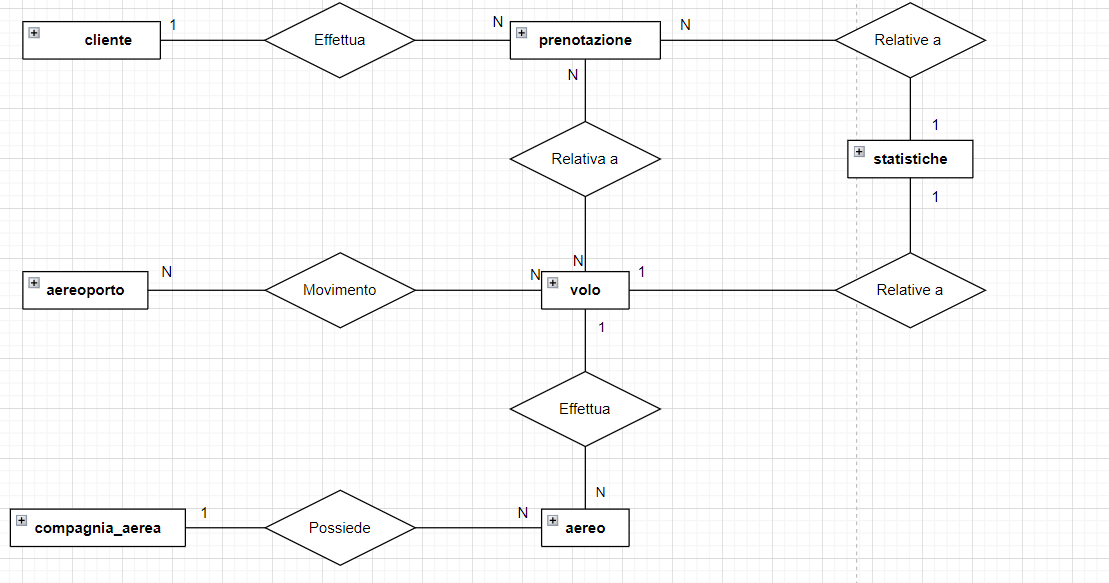 1
N
N
cliente
Effettua
prenotazione
Relative a
N
1
Relativa a
statistiche
1
N
N
N
1
aereoporto
Movimento
volo
Relative a
1
Effettua
N
1
N
compagnia_aerea
Possiede
aereo